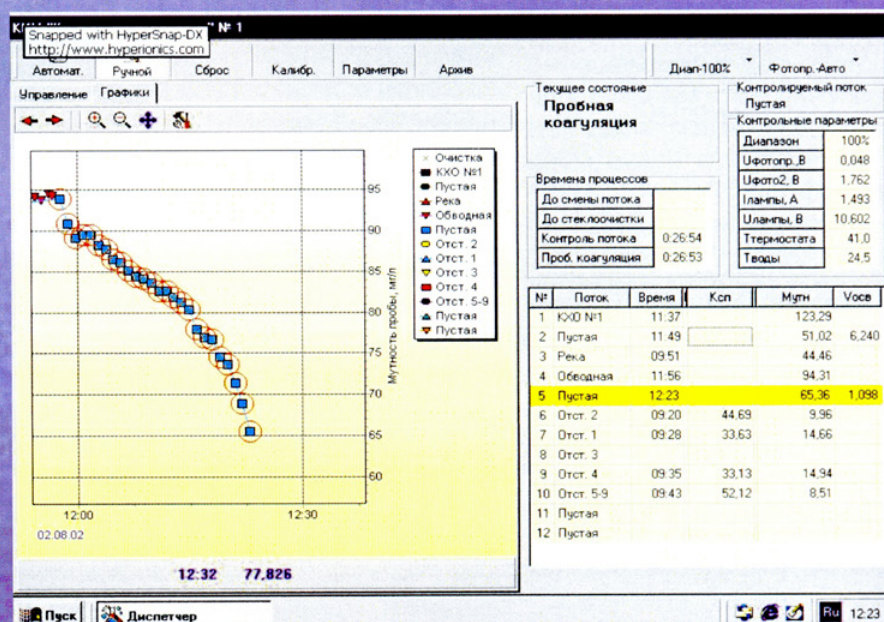 № 1
Snapped with HyperSnap-DX
http://www.hyperionics.com
Автомат. Ручной Сброс Калибр. Параметры Архив Диап-100% Фотопр.-Авто
Управление Графики
Текущее состояние
Пробная
коагуляция
Контролируемый поток
Пустая
Контрольные параметры
Диапазон 100%
Uфотопр.,В 0,048
Uфото2, В 1,762
Iлампы, А 1,493
Uлампы, В 10,602
Tтермостата 41,0
Tводы 24,5
Времена процессов
До смены потока
До стеклоочистки
Контроль потока 0:26:54
Проб. коагуляция 0:26:53
Очистка
КХО №1
Пустая
Река
Обводная
Пустая
Отст. 2
Отст. 1
Отст. 3
Отст. 4
Отст. 5-9
Пустая
Пустая
95
90
85
80
75
70
65
60
Мутность пробы, мг/л
12:00 12:30
02.08.02
12:32 77,826
№ Поток Время Ксп Мутн Vосв
1 КХО №1 11:37 123,29
2 Пустая 11:49 51,02 6,240
3 Река 09:51 44,46
4 Обводная 11:56 94,31
5 Пустая 12:23 65,36 1,098
6 Отст. 2 09:20 44,69 9,96
7 Отст. 1 09:28 33,63 14,66
8 Отст. 3
9 Отст. 4 09:35 33,13 14,94
10 Отст. 5-9 09:43 52,12 8,51
11 Пустая
12 Пустая
Пуск Диспетчер Ru 12:23